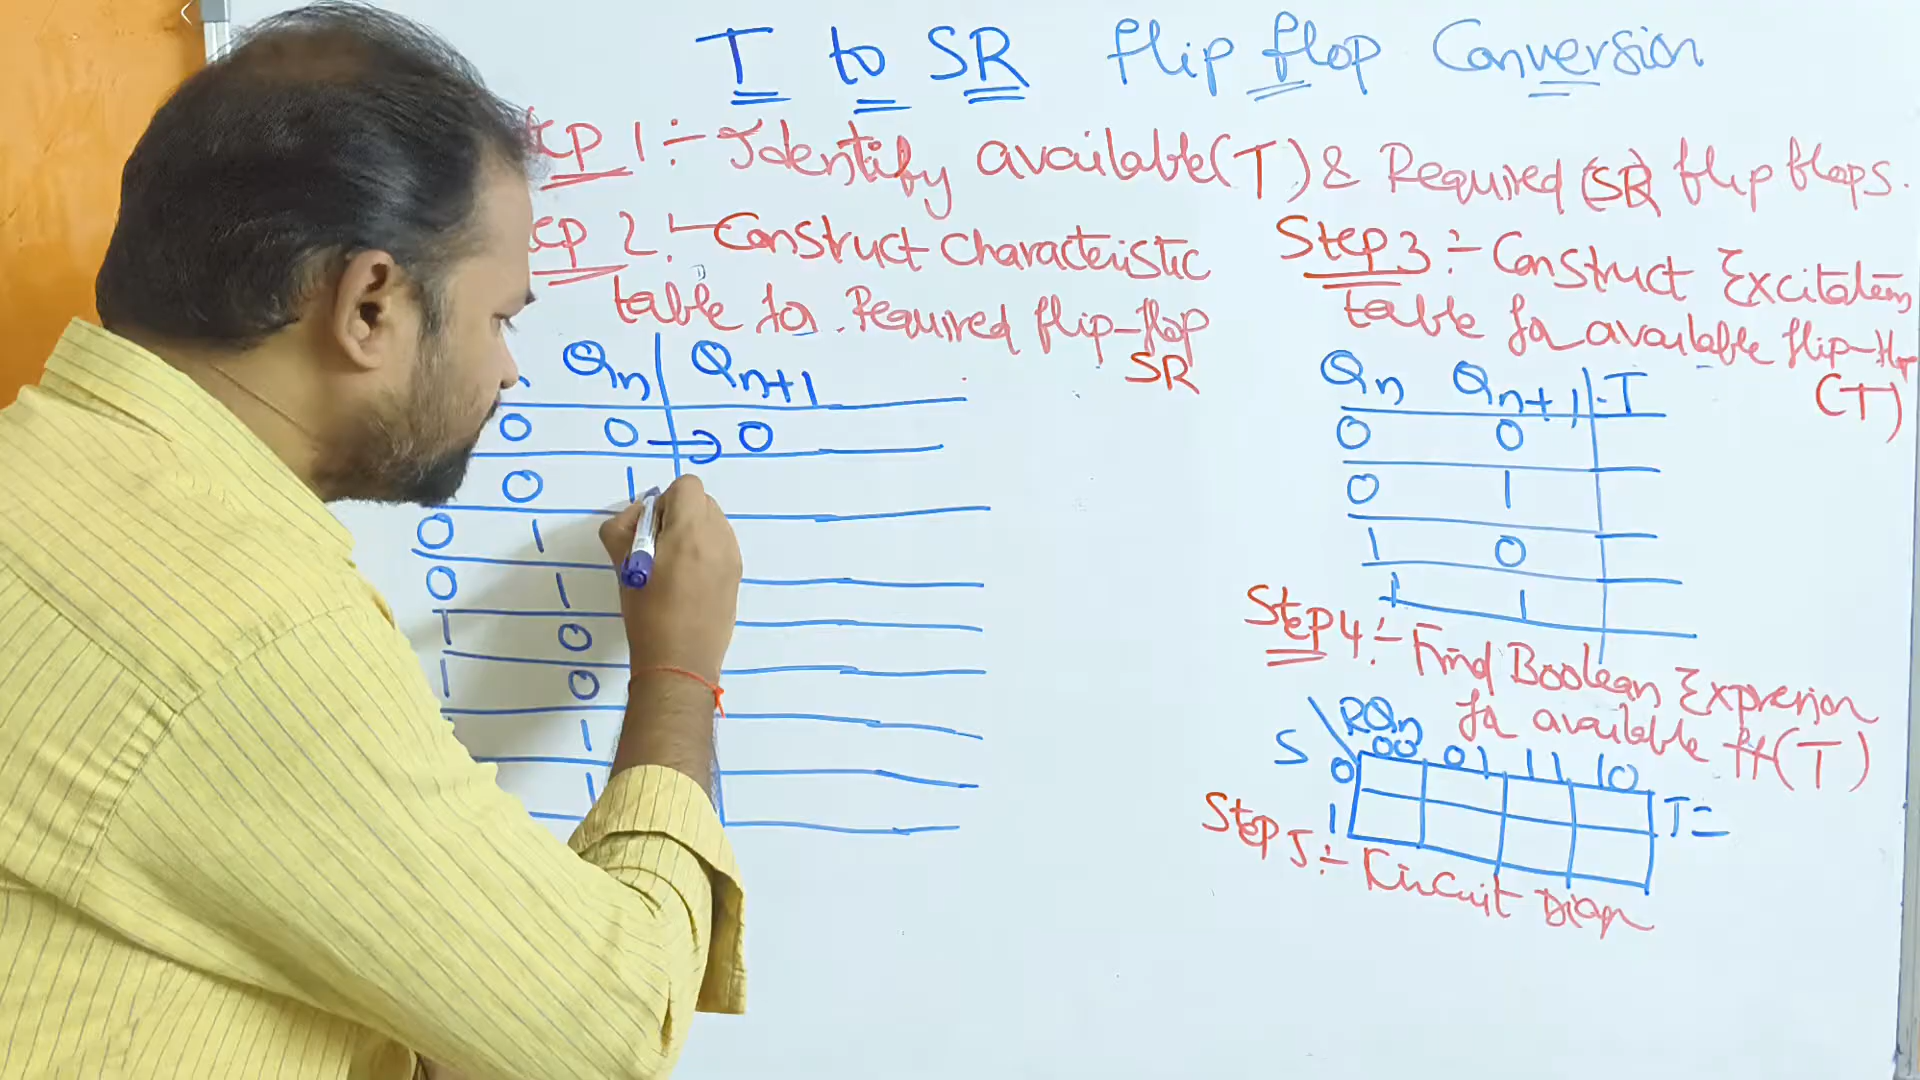 T to SR flip flop Conversion
ep 1 :- Identify available (T) & Required (SR) flip flops.
ep 2 :- Construct Characteristic
table for Required flip-flop
SR
Qn Qn+1
0 0 → 0
0 1
0 1
0 1
1 0
1 0
1
1
Step 3 :- Construct Excitation
table for available flip-flop
(T)
Qn Qn+1 T
0 0
0 1
1 0
1 1
Step 4 :- Find Boolean Expression
for available ff (T)
RQn
S 00 01 11 10
0
1
T =
Step 5 :- Circuit Diagr